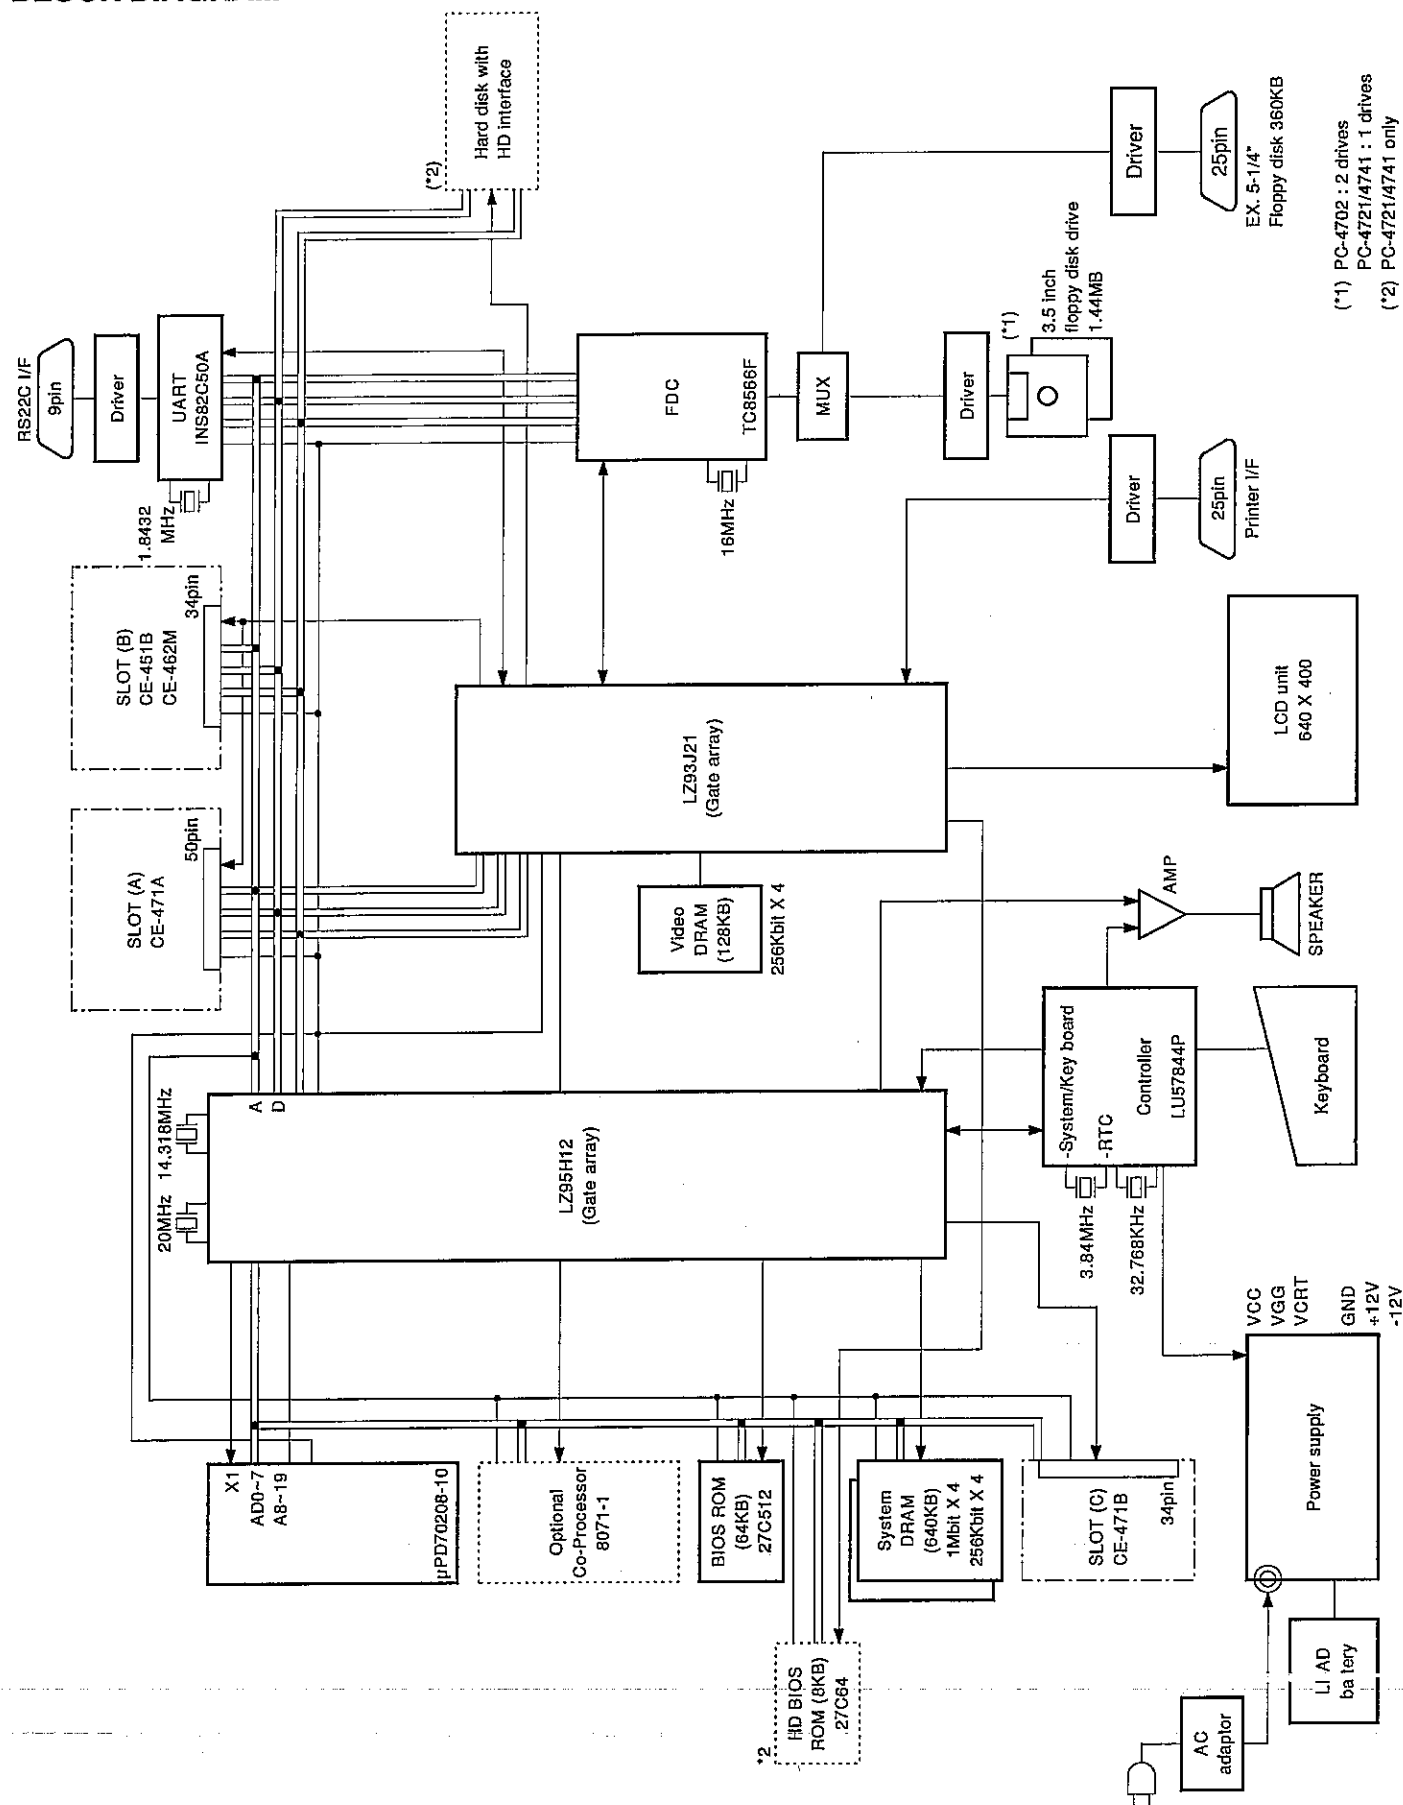 RS22C I/F
9pin
Driver
UART
INS82C50A
1.8432
MHz
(*2)
Hard disk with
HD interface
SLOT (B)
CE-451B
CE-462M
34pin
SLOT (A)
CE-471A
50pin
FDC
TC8566F
16MHz
MUX
Driver
25pin
EX. 5-1/4"
Floppy disk 360KB
Driver
(*1)
3.5 inch
floppy disk drive
1.44MB
Driver
25pin
Printer I/F
(*1) PC-4702 : 2 drives
PC-4721/4741 : 1 drives
(*2) PC-4721/4741 only
LZ93J21
(Gate array)
Video
DRAM
(128KB)
256Kbit X 4
LCD unit
640 X 400
AMP
SPEAKER
20MHz
14.318MHz
A
D
LZ95H12
(Gate array)
-System/Key board
-RTC
Controller
LU57844P
3.84MHz
32.768KHz
Keyboard
X1
AD0~7
A8~19
µPD70208-10
Optional
Co-Processor
8071-1
BIOS ROM
(64KB)
27C512
System
DRAM
(640KB)
1Mbit X 4
256Kbit X 4
SLOT (C)
CE-471B
34pin
*2
HD BIOS
ROM (8KB)
27C64
VCC
VGG
VCRT
GND
+12V
-12V
Power supply
AC
adaptor
battery